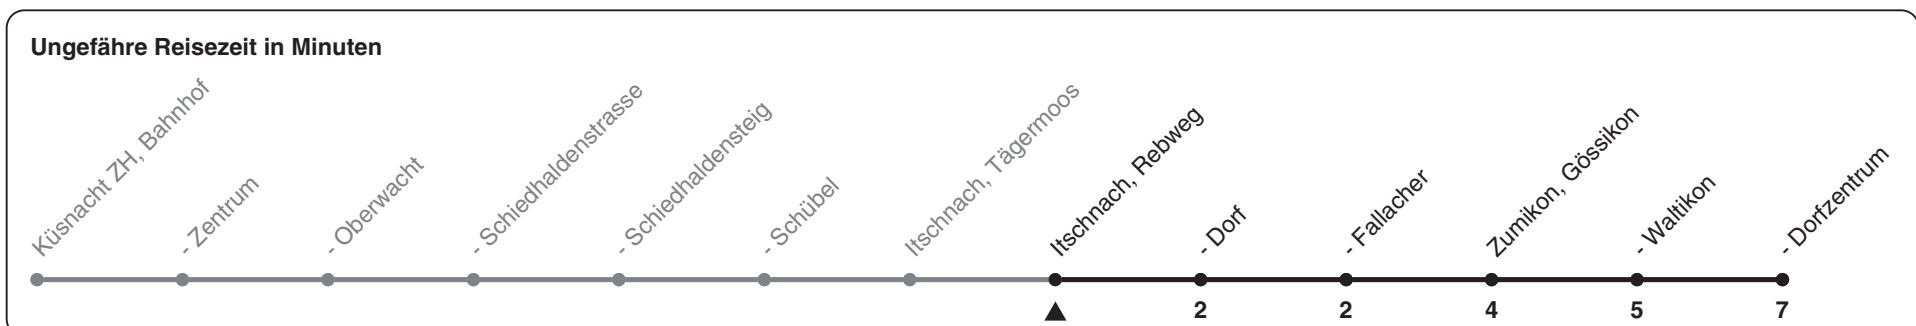 Ungefähre Reisezeit in Minuten
Küsnacht ZH, Bahnhof
- Zentrum
- Oberwacht
- Schiedhaldenstrasse
- Schiedhaldensteig
- Schübel
Itschnach, Tägermoos
Itschnach, Rebweg
- Dorf
- Fallacher
Zumikon, Gössikon
- Waltikon
- Dorfzentrum
2 2 4 5 7